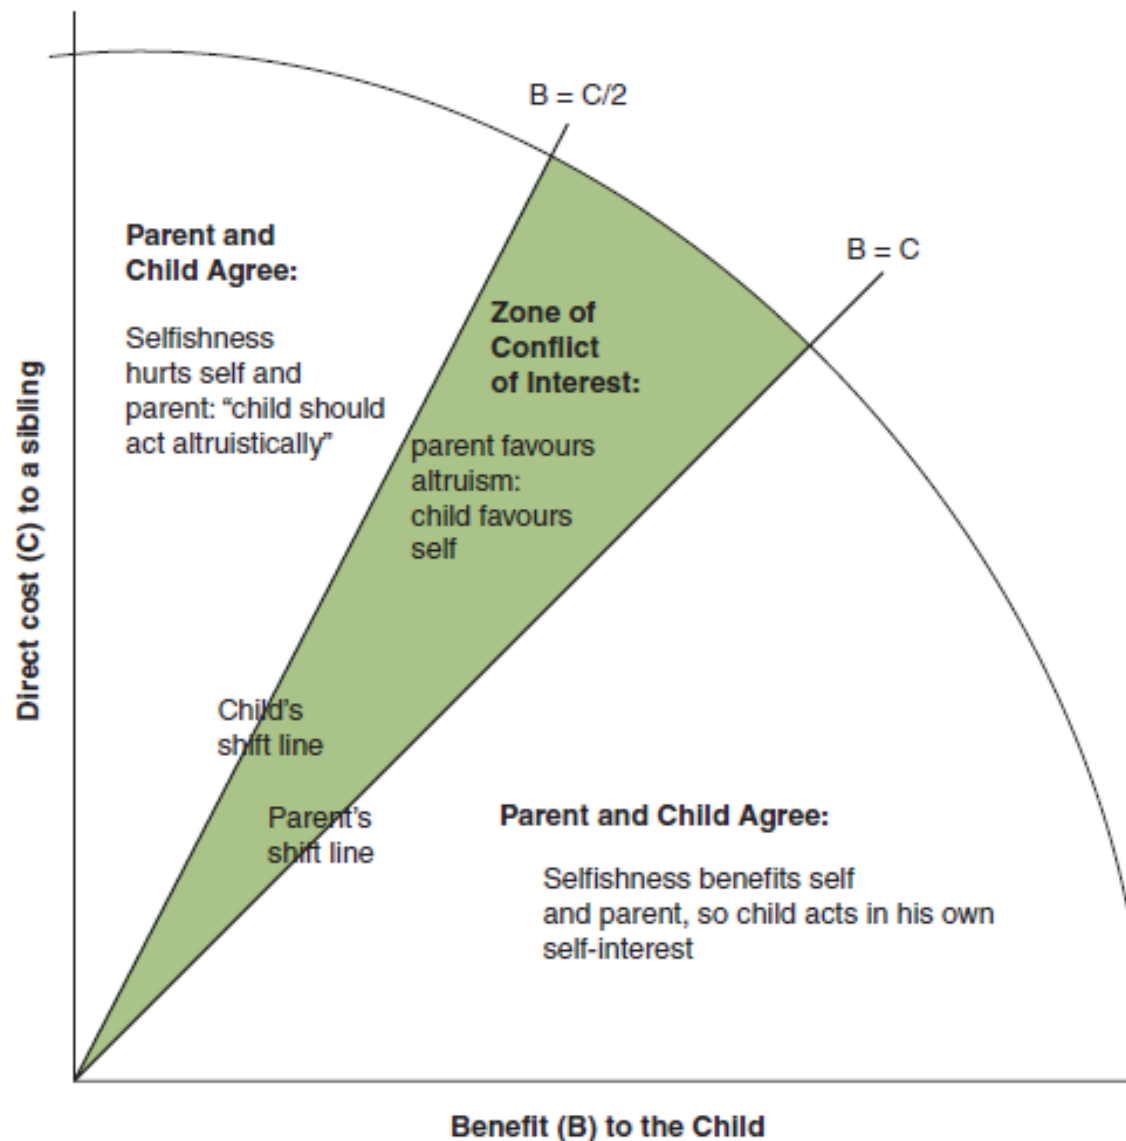 B = C/2
B = C
Parent and
Child Agree:
Selfishness
hurts self and
parent: “child should
act altruistically”
Zone of
Conflict
of Interest:
parent favours
altruism:
child favours
self
Direct cost (C) to a sibling
Child’s
shift line
Parent’s
shift line
Parent and Child Agree:
Selfishness benefits self
and parent, so child acts in his own
self-interest
Benefit (B) to the Child